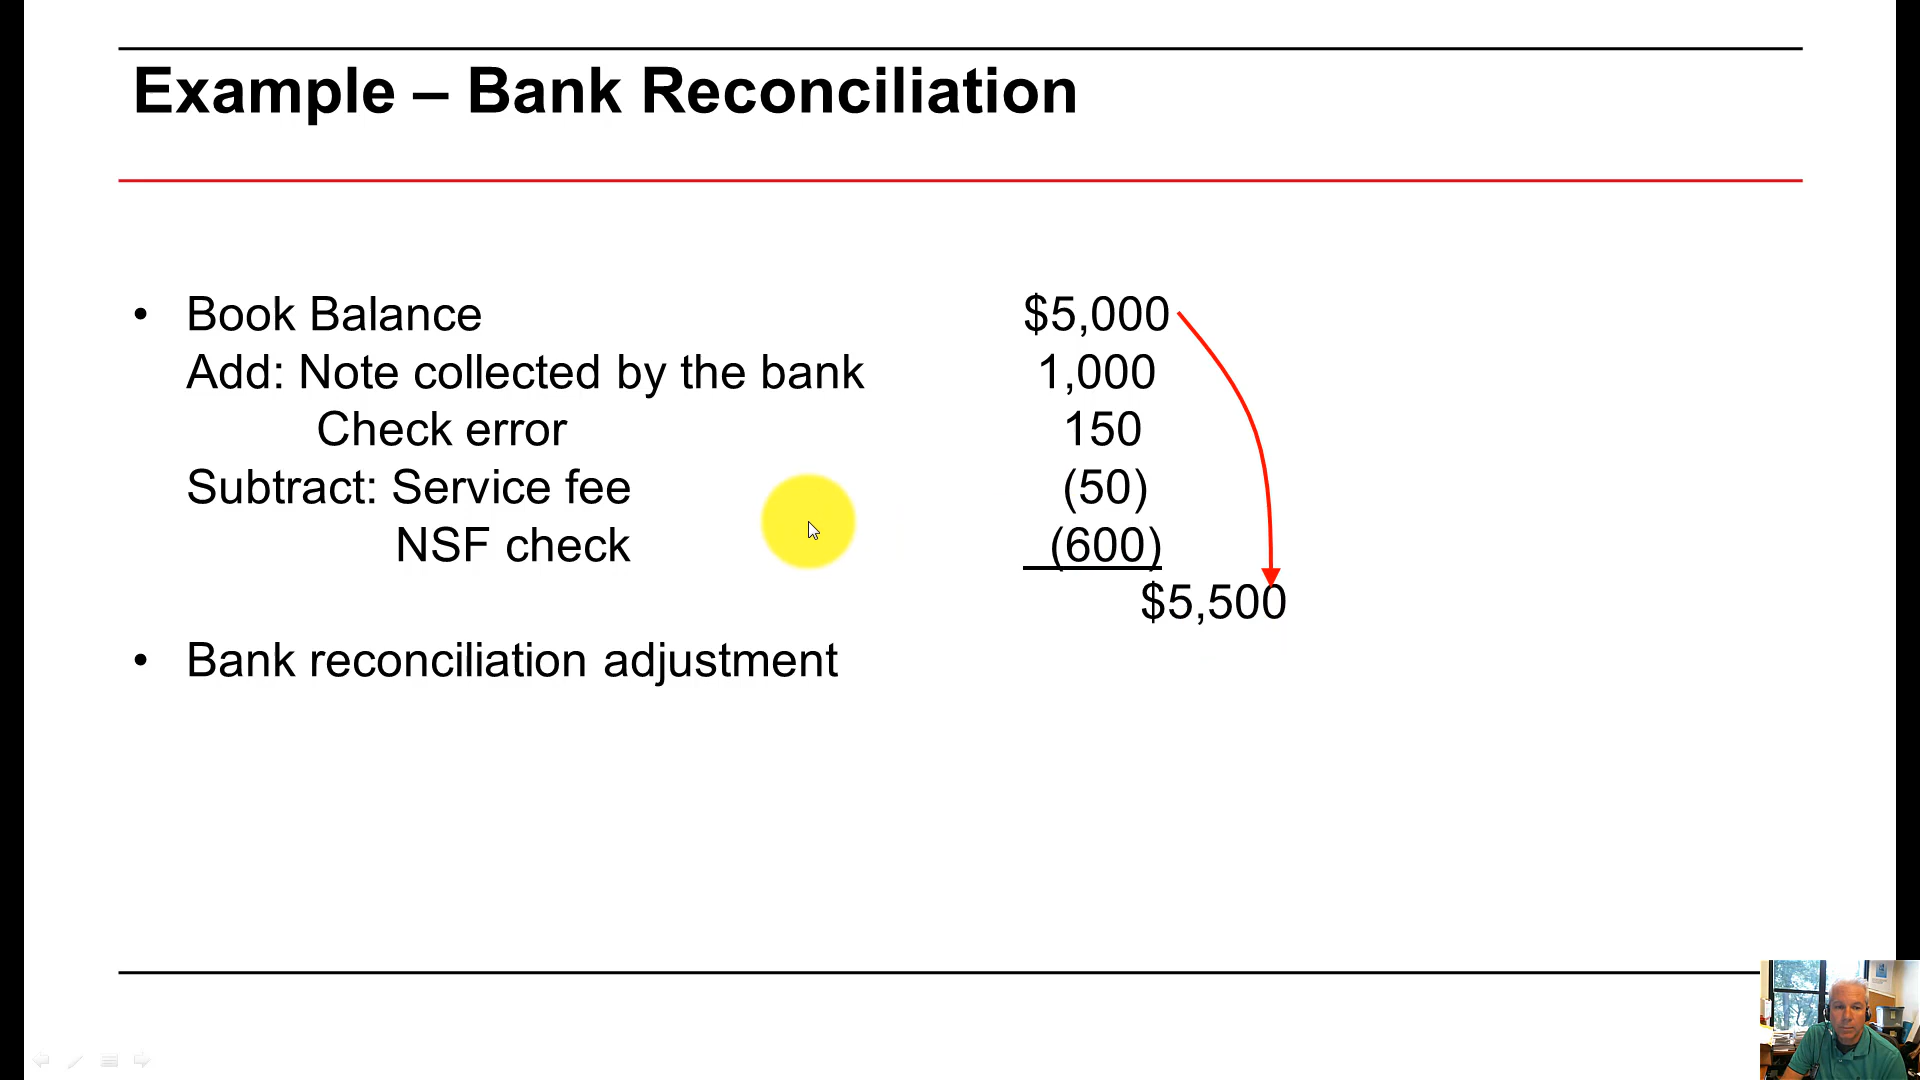 Example – Bank Reconciliation
• Book Balance $5,000
Add: Note collected by the bank 1,000
Check error 150
Subtract: Service fee (50)
NSF check (600)
$5,500
• Bank reconciliation adjustment